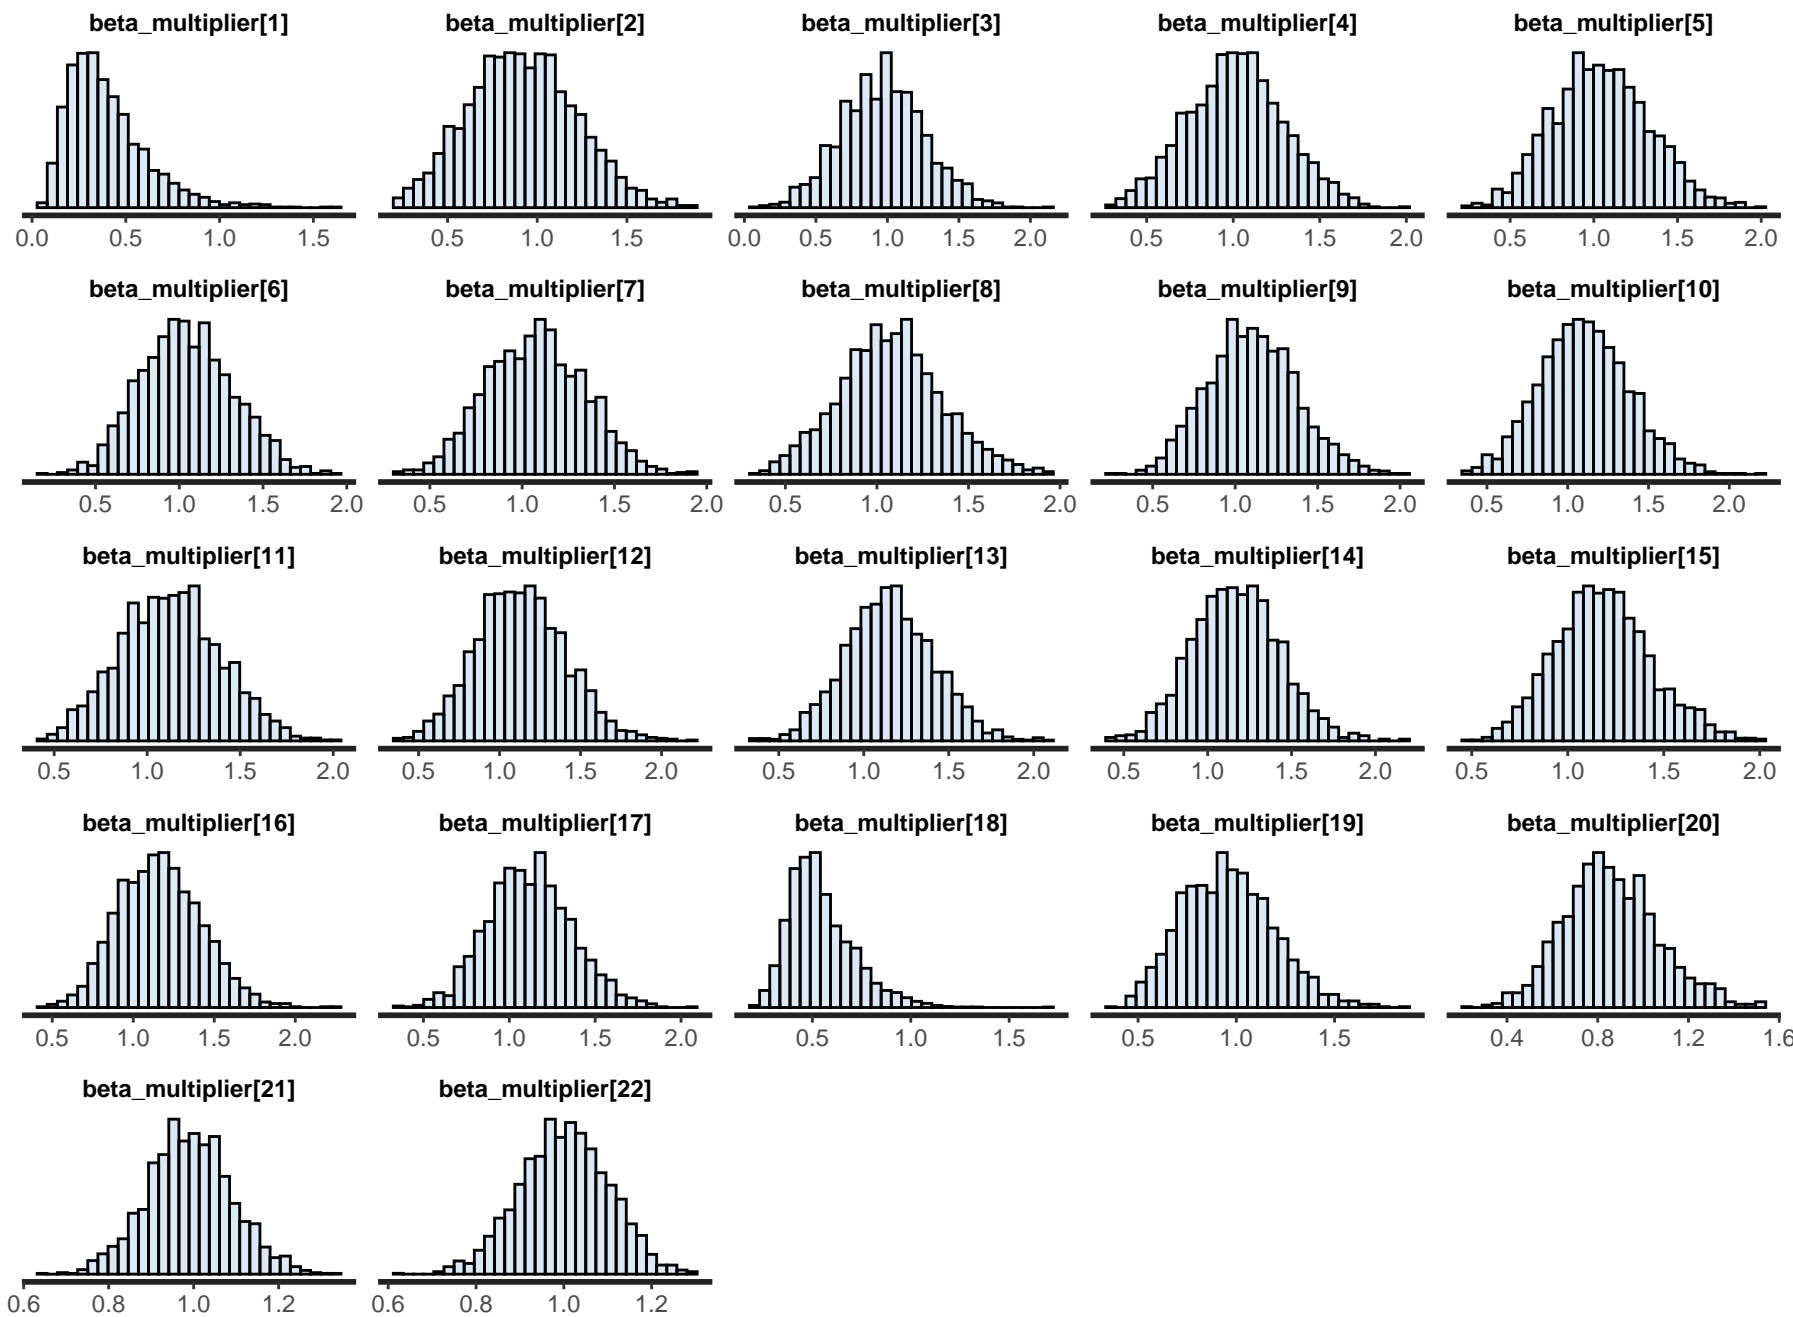 beta_multiplier[1] beta_multiplier[2] beta_multiplier[3] beta_multiplier[4] beta_multiplier[5]
0.0 0.5 1.0 1.5 0.5 1.0 1.5 0.0 0.5 1.0 1.5 2.0 0.5 1.0 1.5 2.0 0.5 1.0 1.5 2.0
beta_multiplier[6] beta_multiplier[7] beta_multiplier[8] beta_multiplier[9] beta_multiplier[10]
0.5 1.0 1.5 2.0 0.5 1.0 1.5 2.0 0.5 1.0 1.5 2.0 0.5 1.0 1.5 2.0 0.5 1.0 1.5 2.0
beta_multiplier[11] beta_multiplier[12] beta_multiplier[13] beta_multiplier[14] beta_multiplier[15]
0.5 1.0 1.5 2.0 0.5 1.0 1.5 2.0 0.5 1.0 1.5 2.0 0.5 1.0 1.5 2.0 0.5 1.0 1.5 2.0
beta_multiplier[16] beta_multiplier[17] beta_multiplier[18] beta_multiplier[19] beta_multiplier[20]
0.5 1.0 1.5 2.0 0.5 1.0 1.5 2.0 0.5 1.0 1.5 0.5 1.0 1.5 0.4 0.8 1.2 1.6
beta_multiplier[21] beta_multiplier[22]
0.6 0.8 1.0 1.2 0.6 0.8 1.0 1.2